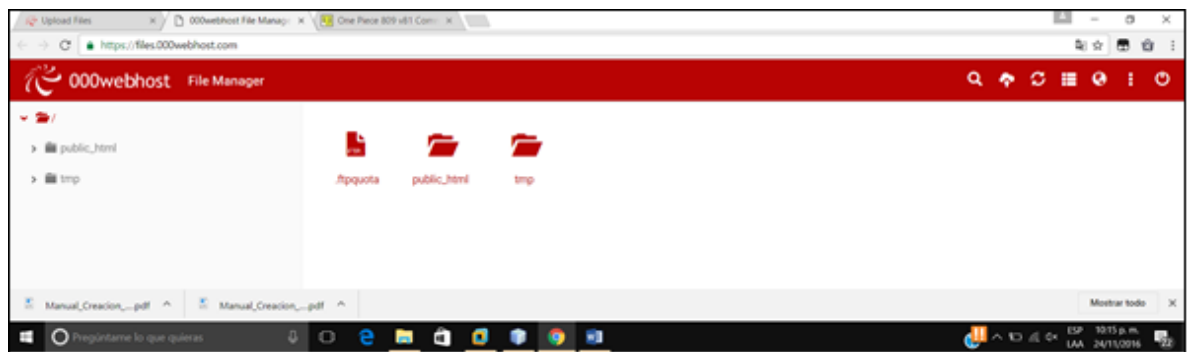 Upload Files
000webhost File Manage
One Piece 809 v81 Com
https://files.000webhost.com
000webhost File Manager
/
public_html
tmp
.ftpquota
public_html
tmp
Manual_Creacion_....pdf
Manual_Creacion_....pdf
Mostrar todo
Pregúntame lo que quieras
ESP
LAA
10:15 p. m.
24/11/2016
22